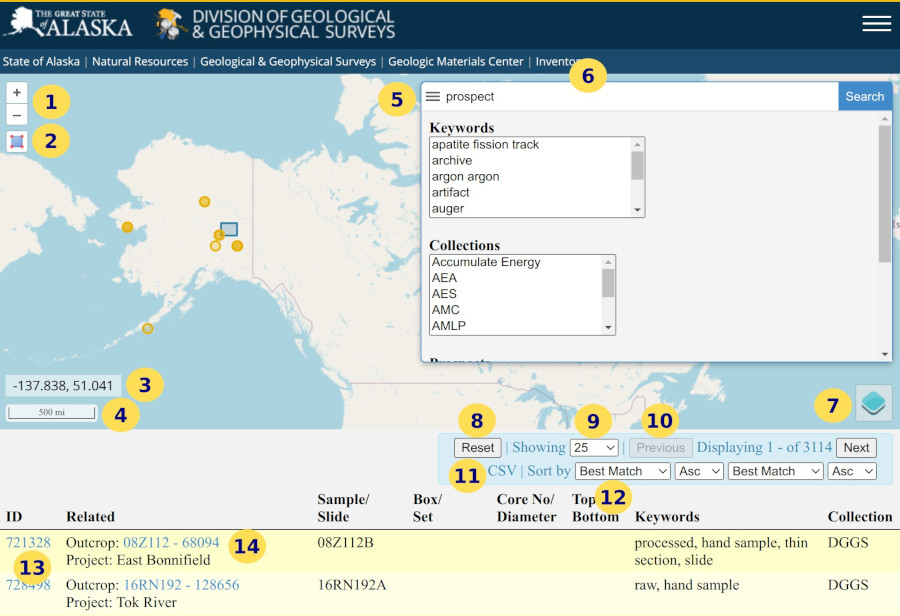 THE GREAT STATE
of ALASKA
DIVISION OF GEOLOGICAL
& GEOPHYSICAL SURVEYS
State of Alaska | Natural Resources | Geological & Geophysical Surveys | Geologic Materials Center |
6
+
1
−
5
prospect
Search
2
Keywords
apatite fission track
archive
argon argon
artifact
auger
Collections
Accumulate Energy
AEA
AES
AMC
AMLP
-137.838, 51.041
3
500 mi
4
7
8
9
10
Reset | Showing 25 | Previous Displaying 1 - of 3114 Next
11
CSV | Sort by Best Match Asc Best Match Asc
12
ID Related Sample/ Slide Box/ Set Core No/ Diameter Bottom Keywords Collection
721328 Outcrop: 08Z112 - 68094 14 08Z112B processed, hand sample, thin DGGS
Project: East Bonnifield section, slide
13
728498 Outcrop: 16RN192 - 128656 16RN192A raw, hand sample DGGS
Project: Tok River